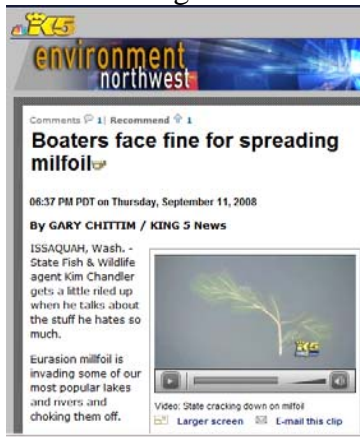 K5
environment
northwest
Comments 1 | Recommend 1
Boaters face fine for spreading
milfoil
06:37 PM PDT on Thursday, September 11, 2008
By GARY CHITTIM / KING 5 News
ISSAQUAH, Wash. -
State Fish & Wildlife
agent Kim Chandler
gets a little riled up
when he talks about
the stuff he hates so
much.
Eurasion millfoil is
invading some of our
most popular lakes
and rivers and
choking them off.
K5
Video: State cracking down on milfoil
Larger screen E-mail this clip